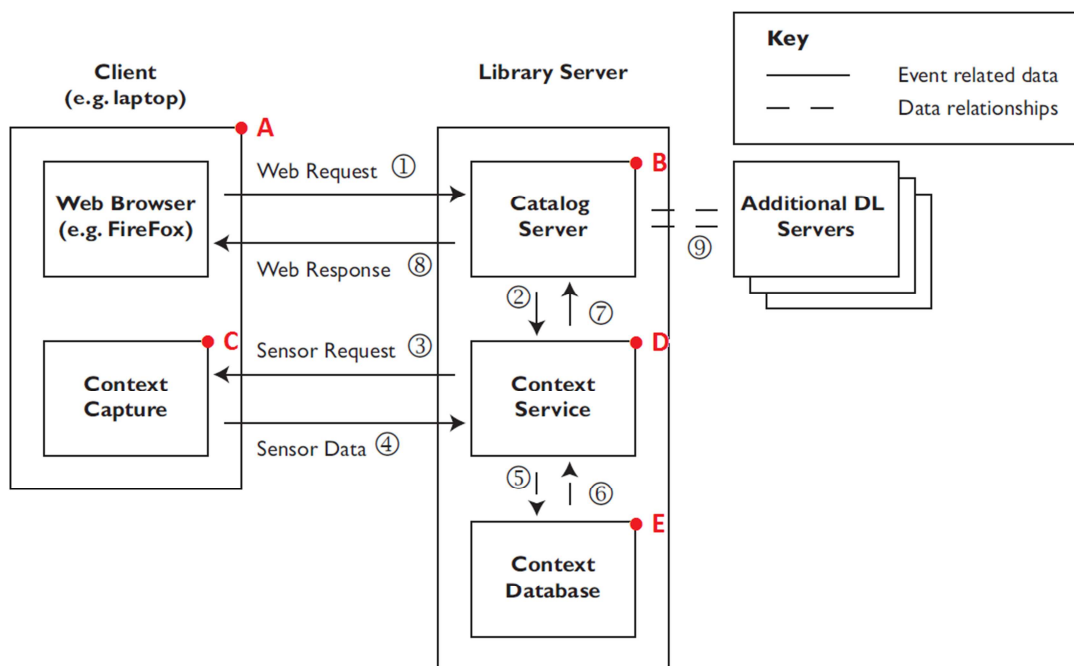 Key
Event related data
Data relationships
Client
(e.g. laptop)
Library Server
A
B
Web Request ①
Web Browser
(e.g. FireFox)
Catalog
Server
Additional DL
Servers
⑨
Web Response ⑧
② ⑦
C
D
Sensor Request ③
Context
Capture
Context
Service
Sensor Data ④
⑤ ⑥
E
Context
Database